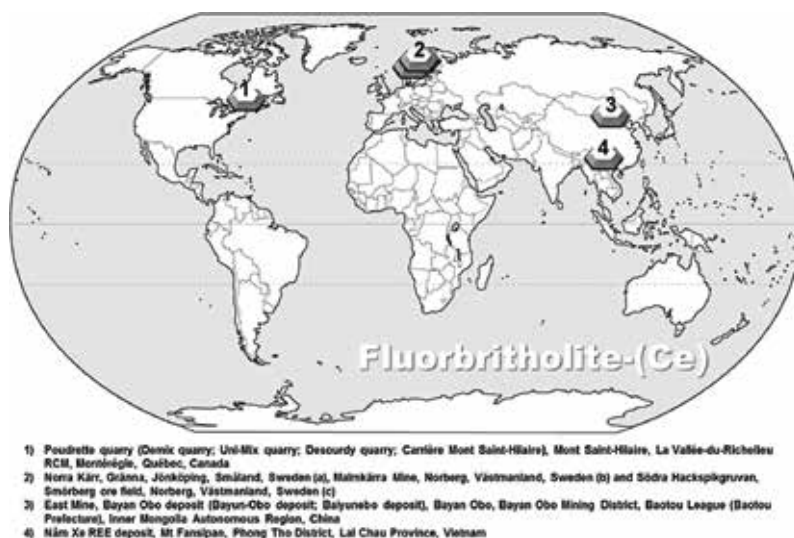 1
2
3
4
Fluorbritholite-(Ce)
1) Poudrette quarry (Demix quarry; Uni-Mix quarry; Desourdy quarry; Carrière Mont Saint-Hilaire), Mont Saint-Hilaire, La Vallée-du-Richelieu
RCM, Montérégie, Québec, Canada
2) Norra Kärr, Gränna, Jönköping, Småland, Sweden (a), Malmkärra Mine, Norberg, Västmanland, Sweden (b) and Södra Hackspikgruvan,
Smörberg ore field, Norberg, Västmanland, Sweden (c)
3) East Mine, Bayan Obo deposit (Bayun-Obo deposit; Baiyunebo deposit), Bayan Obo, Bayan Obo Mining District, Baotou League (Baotou
Prefecture), Inner Mongolia Autonomous Region, China
4) Nâm Xe REE deposit, Mt Fansipan, Phong Tho District, Lai Chau Province, Vietnam